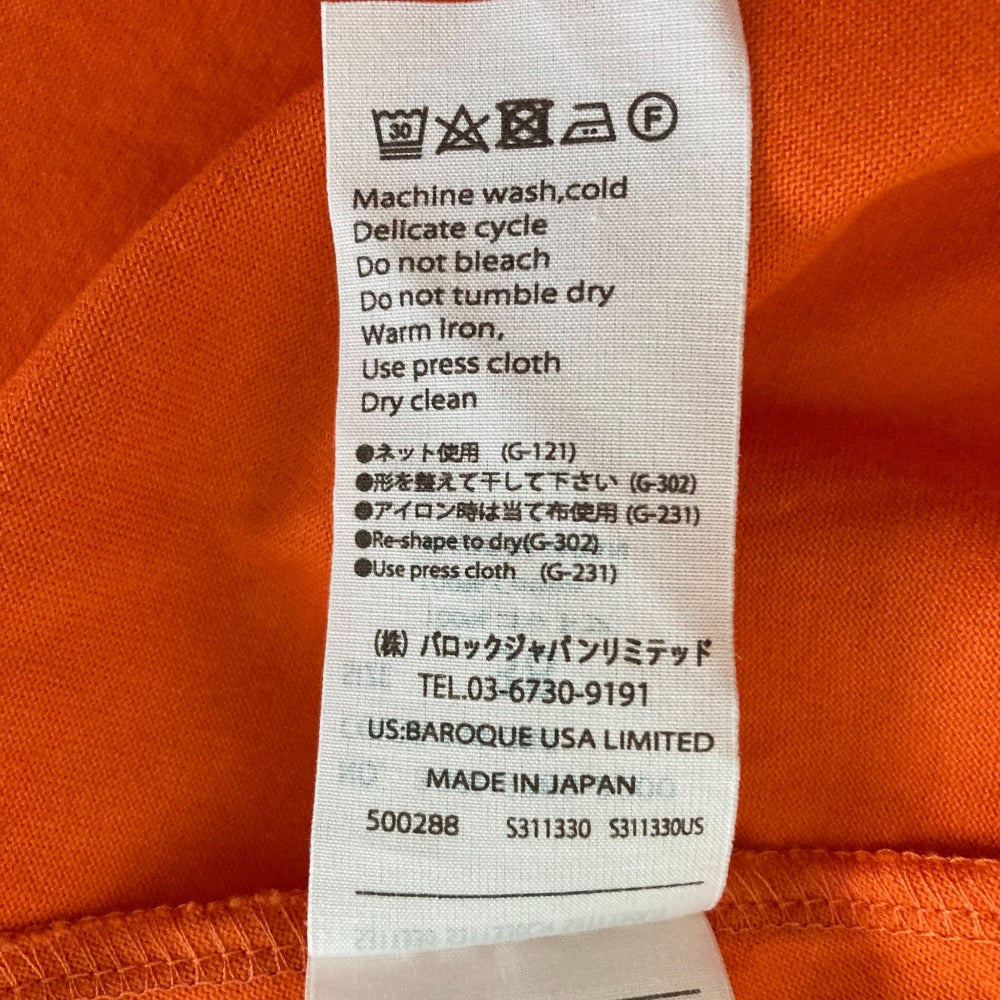 30 F
Machine wash,cold
Delicate cycle
Do not bleach
Do not tumble dry
Warm iron,
Use press cloth
Dry clean
●ネット使用 (G-121)
●形を整えて干して下さい (G-302)
●アイロン時は当て布使用 (G-231)
●Re-shape to dry(G-302)
●Use press cloth (G-231)
(株) バロックジャパンリミテッド
TEL.03-6730-9191
US:BAROQUE USA LIMITED
MADE IN JAPAN
500288 S311330 S311330US